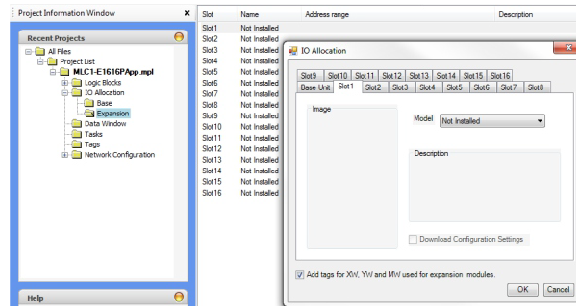 Project Information Window x
Recent Projects
All Files
Project List
MLC1-E1616PApp.mpl
Logic Blocks
IO Allocation
Base
Expansion
Data Window
Tasks
Tags
Network Configuration
Help
Slot Name Address range Description
Slot1 Not Installed
Slot2 Not Installed
Slot3 Not Installed
Slot4 Not Installed
Slot5 Not Installed
Slot6 Not Installed
Slot7 Not Installed
Slot8 Not Installed
Slot9 Not Installed
Slot10 Not Installed
Slot11 Not Installed
Slot12 Not Installed
Slot13 Not Installed
Slot14 Not Installed
Slot15 Not Installed
Slot16 Not Installed
IO Allocation
Slot9 Slot10 Slot11 Slot12 Slot13 Slot14 Slot15 Slot16
Base Unit Slot1 Slot2 Slot3 Slot4 Slot5 Slot6 Slot7 Slot8
Image
Model Not Installed
Description
Download Configuration Settings
Add tags for XW, YW and MW used for expansion modules.
OK Cancel